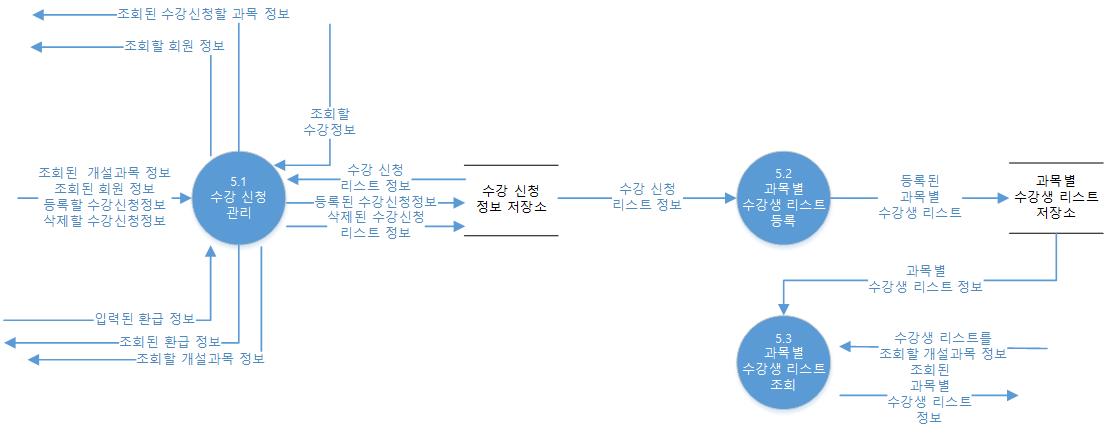 조회된 수강신청할 과목 정보
조회할 회원 정보
조회할
수강정보
조회된 개설과목 정보
조회된 회원 정보
등록할 수강신청정보
삭제할 수강신청정보
5.1
수강 신청
관리
수강 신청
리스트 정보
등록된 수강신청정보
삭제된 수강신청
리스트 정보
수강 신청
정보 저장소
수강 신청
리스트 정보
5.2
과목별
수강생 리스트
등록
등록된
과목별
수강생 리스트
과목별
수강생 리스트
저장소
과목별
수강생 리스트 정보
입력된 환급 정보
조회된 환급 정보
조회할 개설과목 정보
5.3
과목별
수강생 리스트
조회
수강생 리스트를
조회할 개설과목 정보
조회된
과목별
수강생 리스트
정보